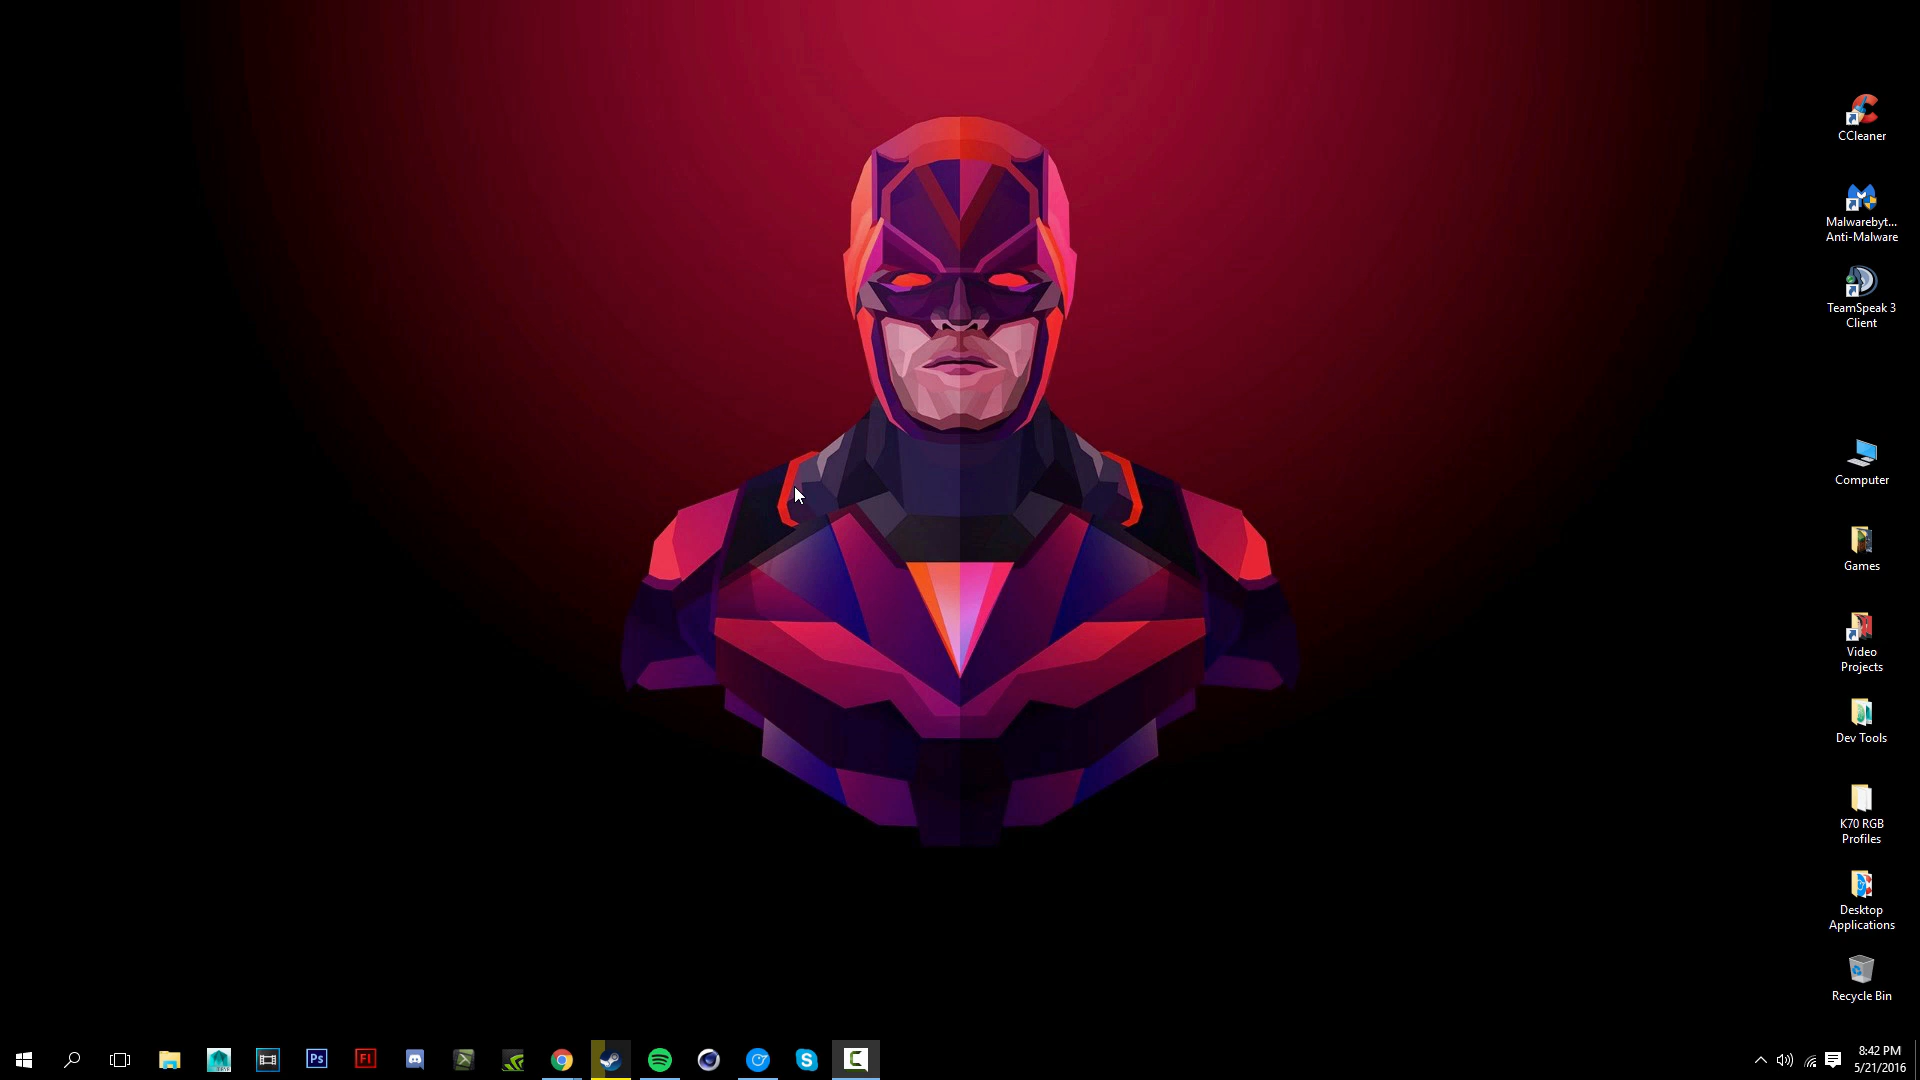 CCleaner
Malwarebyt...
Anti-Malware
TeamSpeak 3
Client
Computer
Games
Video
Projects
Dev Tools
K70 RGB
Profiles
Desktop
Applications
Recycle Bin
Ps
Fl
8:42 PM
5/21/2016